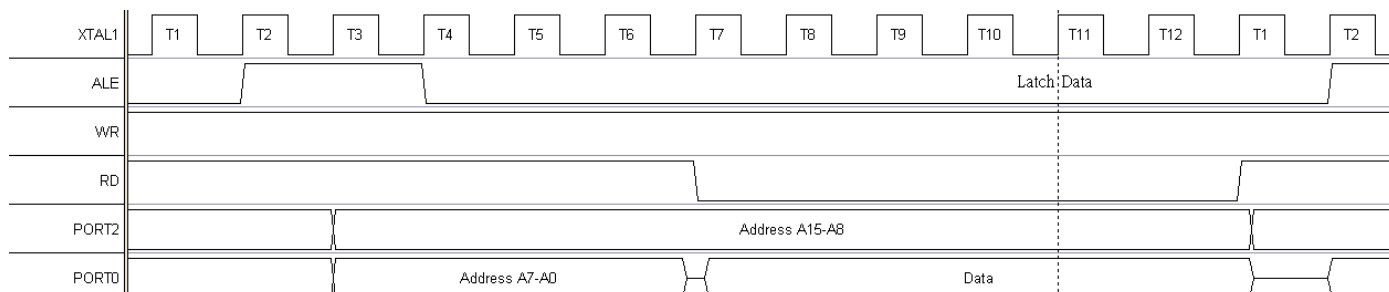 XTAL1 T1 T2 T3 T4 T5 T6 T7 T8 T9 T10 T11 T12 T1 T2
ALE Latch Data
WR
RD
PORT2 Address A15-A8
PORT0 Address A7-A0 Data